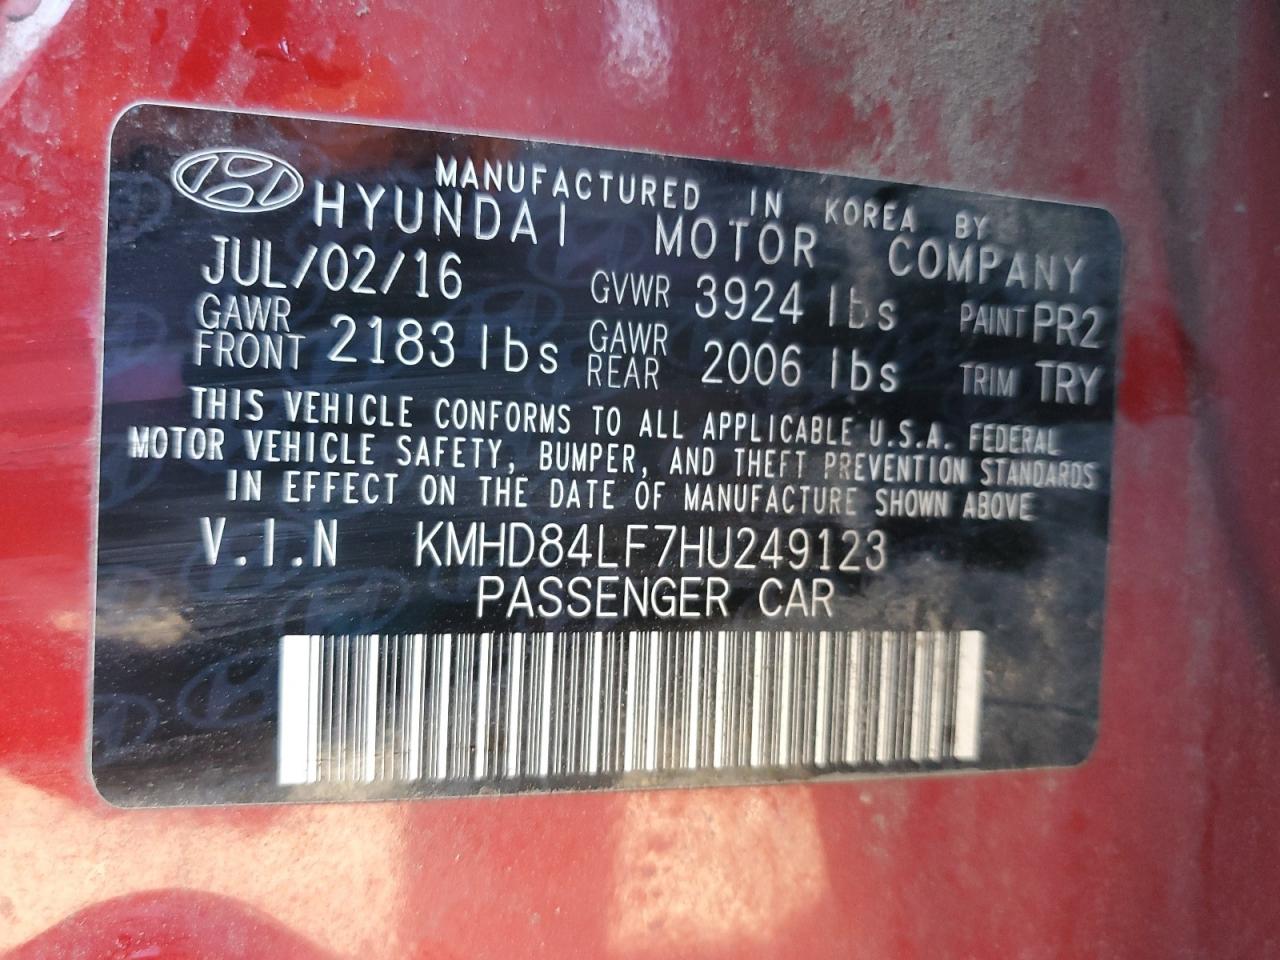 MANUFACTURED IN KOREA BY
HYUNDAI MOTOR COMPANY
JUL/02/16 GVWR 3924 lbs PAINT PR2
GAWR FRONT 2183 lbs GAWR REAR 2006 lbs TRIM TRY
THIS VEHICLE CONFORMS TO ALL APPLICABLE U.S.A. FEDERAL
MOTOR VEHICLE SAFETY, BUMPER, AND THEFT PREVENTION STANDARDS
IN EFFECT ON THE DATE OF MANUFACTURE SHOWN ABOVE
V.I.N KMHD84LF7HU249123
PASSENGER CAR